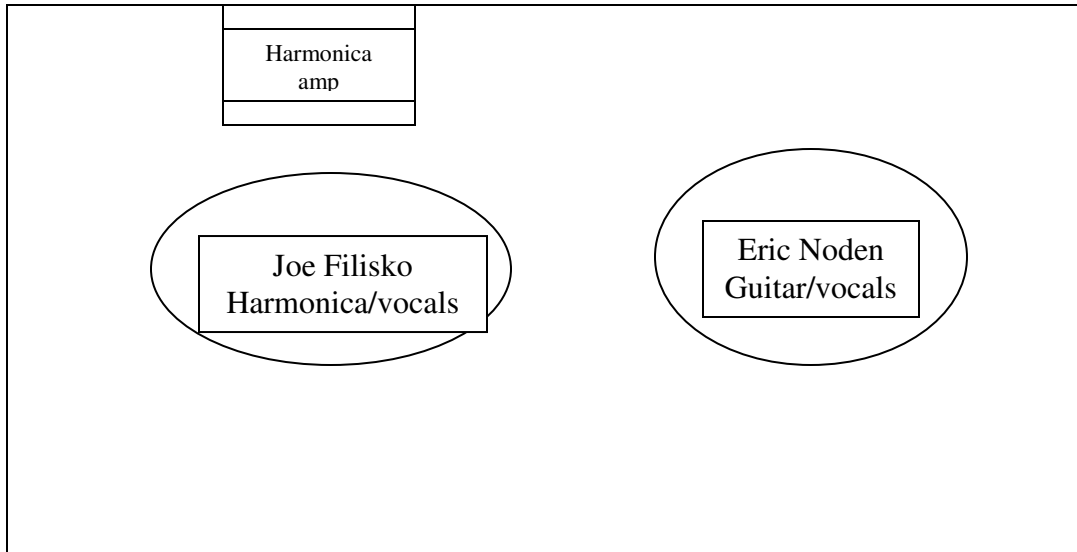 Harmonica
amp
Joe Filisko
Harmonica/vocals
Eric Noden
Guitar/vocals